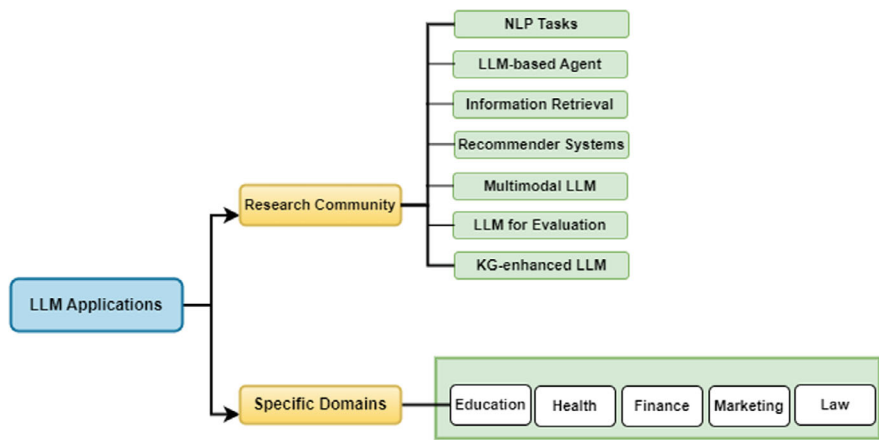 NLP Tasks
LLM-based Agent
Information Retrieval
Recommender Systems
Multimodal LLM
Research Community
LLM for Evaluation
KG-enhanced LLM
LLM Applications
Specific Domains
Education
Health
Finance
Marketing
Law